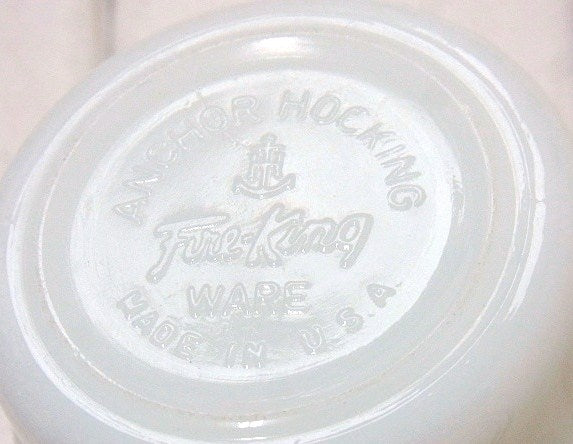 ANCHOR HOCKING
Fire-King
WARE
MADE IN U.S.A.